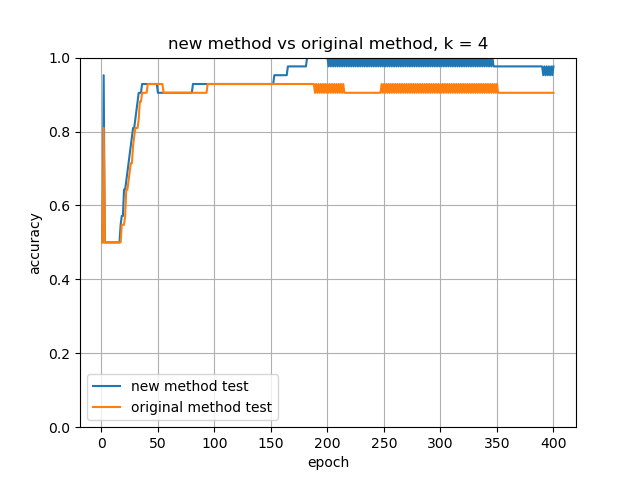 new method vs original method, k = 4
accuracy
1.0
0.8
0.6
0.4
0.2
0.0
new method test
original method test
0 50 100 150 200 250 300 350 400
epoch